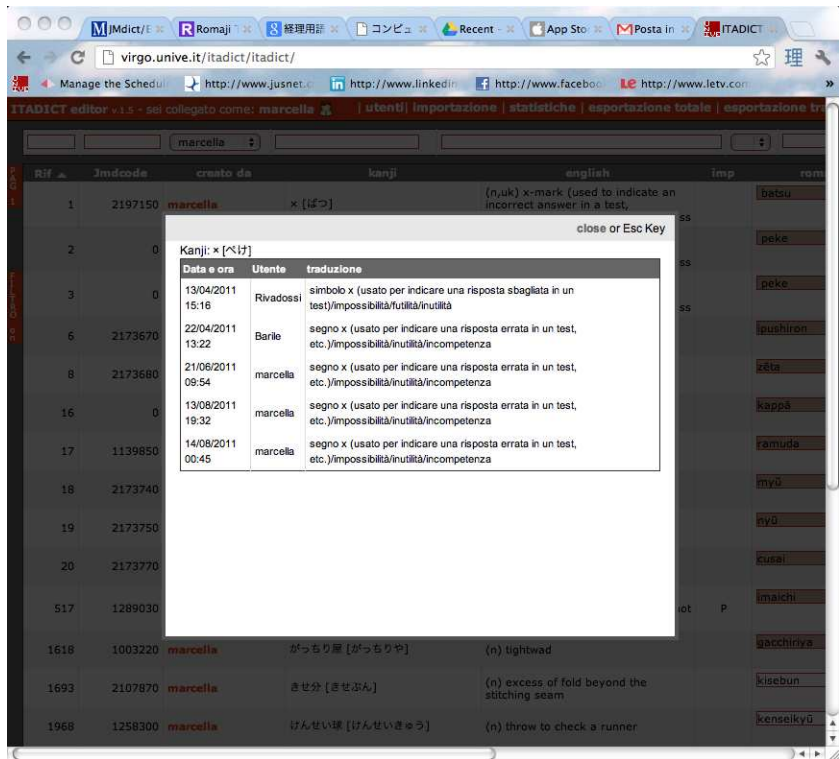 JMdict/E
Romaji
経理用語
コンピュ
Recent -
App Sto
Posta in
ITADICT
virgo.unive.it/itadict/itadict/
理
Manage the Schedul http://www.jusnet.c http://www.linkedin http://www.faceboo http://www.letv.com »
ITADICT editor v.1.5 - sei collegato come: marcella | utenti| importazione | statistiche | esportazione totale | esportazione tra
marcella
Rif Jmdcode creato da kanji english imp rom
PAG 1
1 2197150 marcella × [ばつ] (n,uk) x-mark (used to indicate an batsu
incorrect answer in a test,
ss
close or Esc Key
Kanji: × [ペけ]
Data e ora Utente traduzione
13/04/2011 15:16 Rivadossi simbolo x (usato per indicare una risposta sbagliata in un
test)/impossibilità/futilità/inutilità
22/04/2011 13:22 Barile segno x (usato per indicare una risposta errata in un test,
etc.)/impossibilità/inutilità/incompetenza
21/06/2011 09:54 marcella segno x (usato per indicare una risposta errata in un test,
etc.)/impossibilità/inutilità/incompetenza
13/08/2011 19:32 marcella segno x (usato per indicare una risposta errata in un test,
etc.)/impossibilità/inutilità/incompetenza
14/08/2011 00:45 marcella segno x (usato per indicare una risposta errata in un test,
etc.)/impossibilità/inutilità/incompetenza
2 0 ss peke
3 0 ss peke
6 2173670 ipushiron
8 2173680 zēta
16 0 kappā
17 1139850 ramuda
18 2173740 myū
19 2173750 nyū
20 2173770 kusai
517 1289030 ot P imaichi
1618 1003220 marcella がっちり屋 [がっちりや] (n) tightwad gacchiriya
1693 2107870 marcella きせ分 [きせぶん] (n) excess of fold beyond the kisebun
stitching seam
1968 1258300 marcella けんせい球 [けんせいきゅう] (n) throw to check a runner kenseikyū